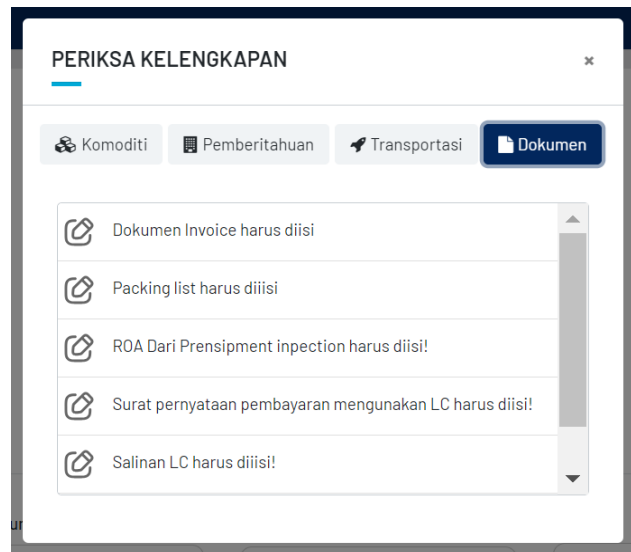 PERIKSA KELENGKAPAN
×
Komoditi
Pemberitahuan
Transportasi
Dokumen
Dokumen Invoice harus diisi
Packing list harus diiisi
ROA Dari Prensipment inpection harus diisi!
Surat pernyataan pembayaran mengunakan LC harus diisi!
Salinan LC harus diiisi!
ur